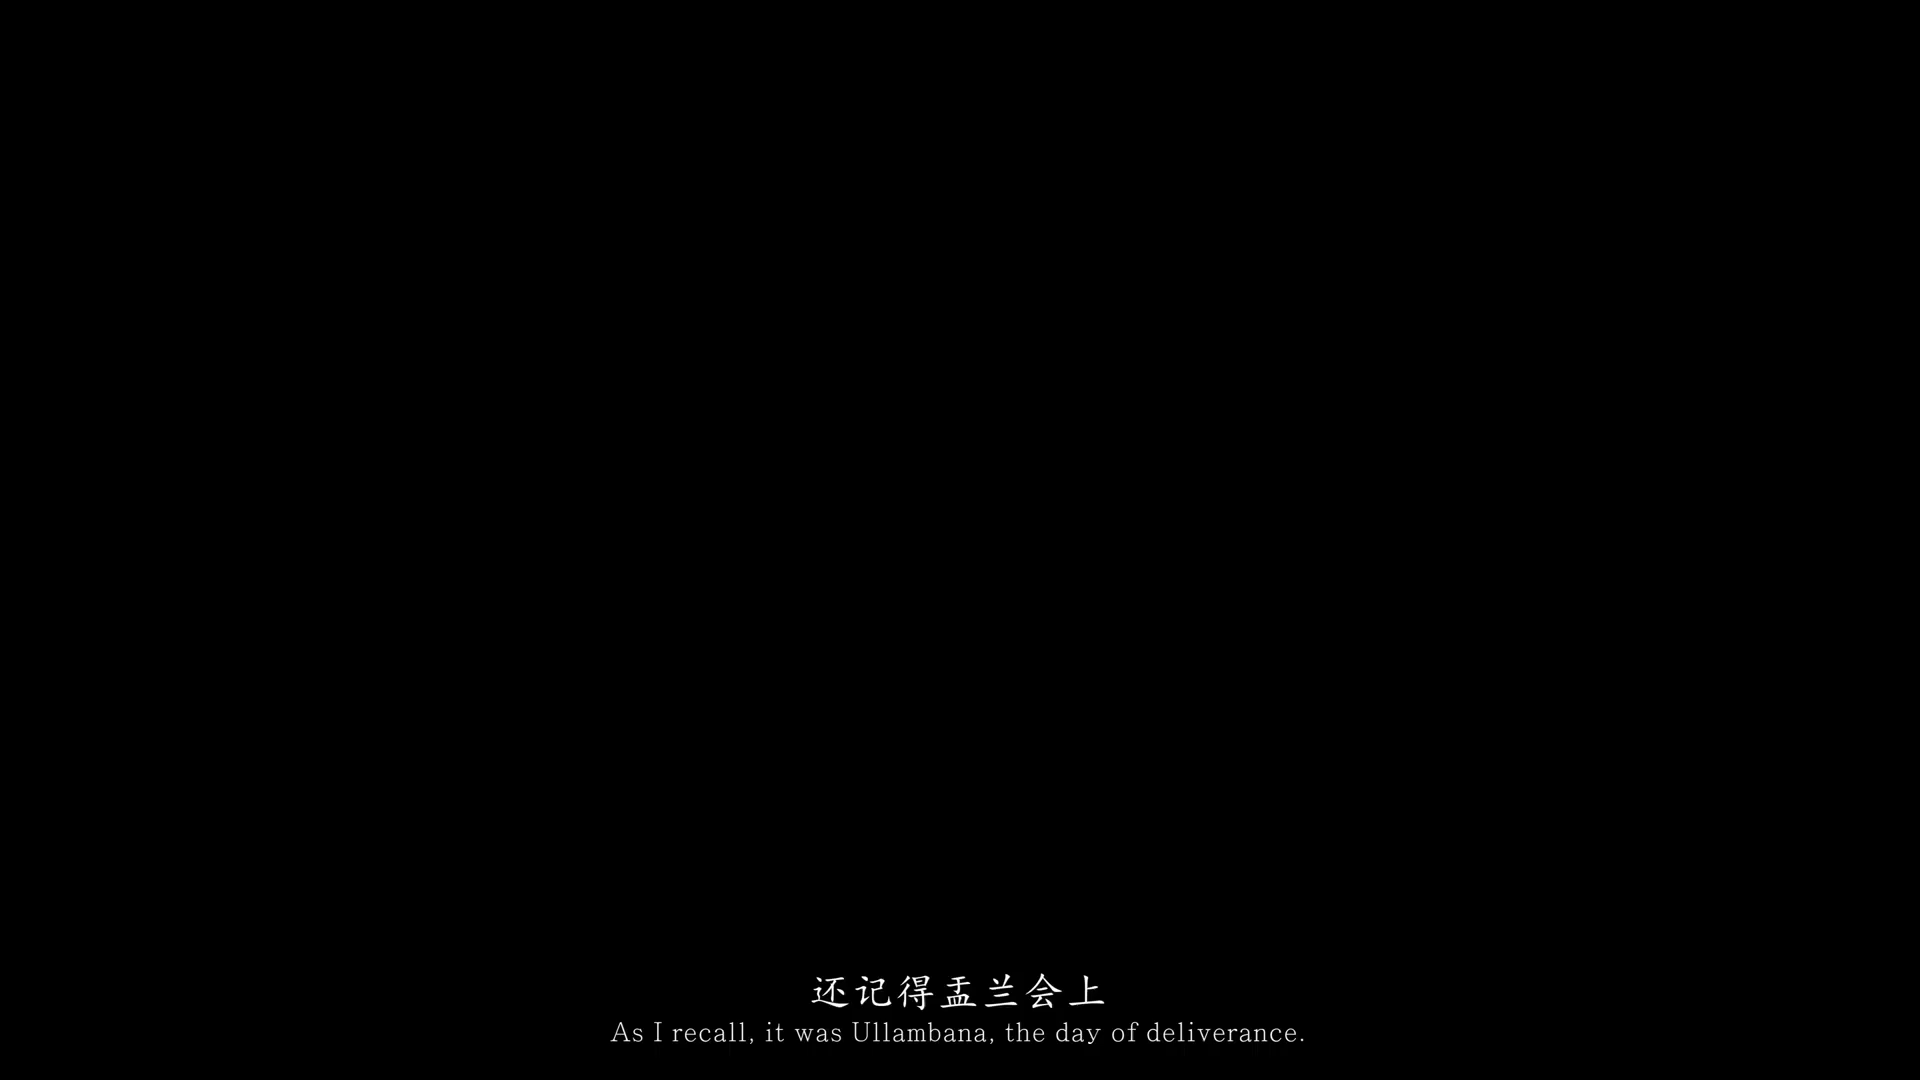 还记得盂兰会上
As I recall, it was Ullambana, the day of deliverance.